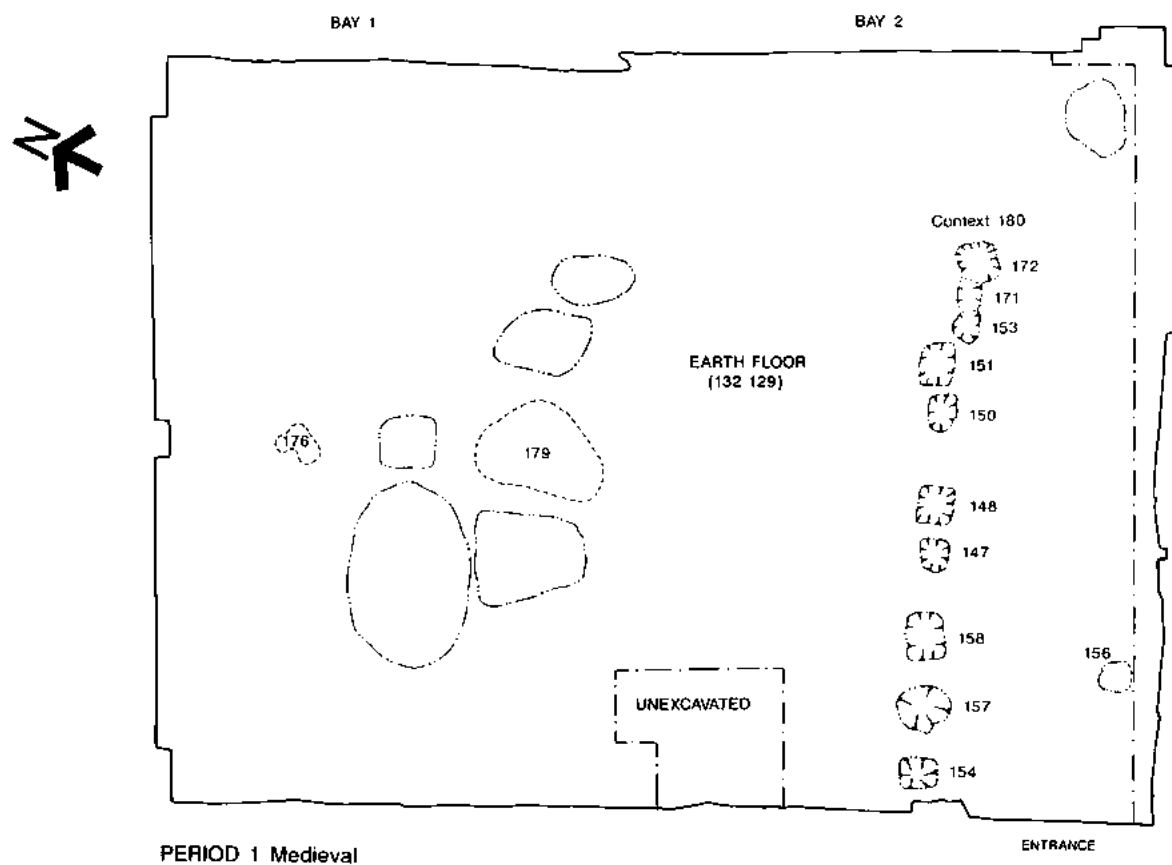 BAY 1
BAY 2
N
Context 180
172
171
153
EARTH FLOOR
(132 129)
151
150
176
179
148
147
158
156
UNEXCAVATED
157
154
ENTRANCE
PERIOD 1 Medieval